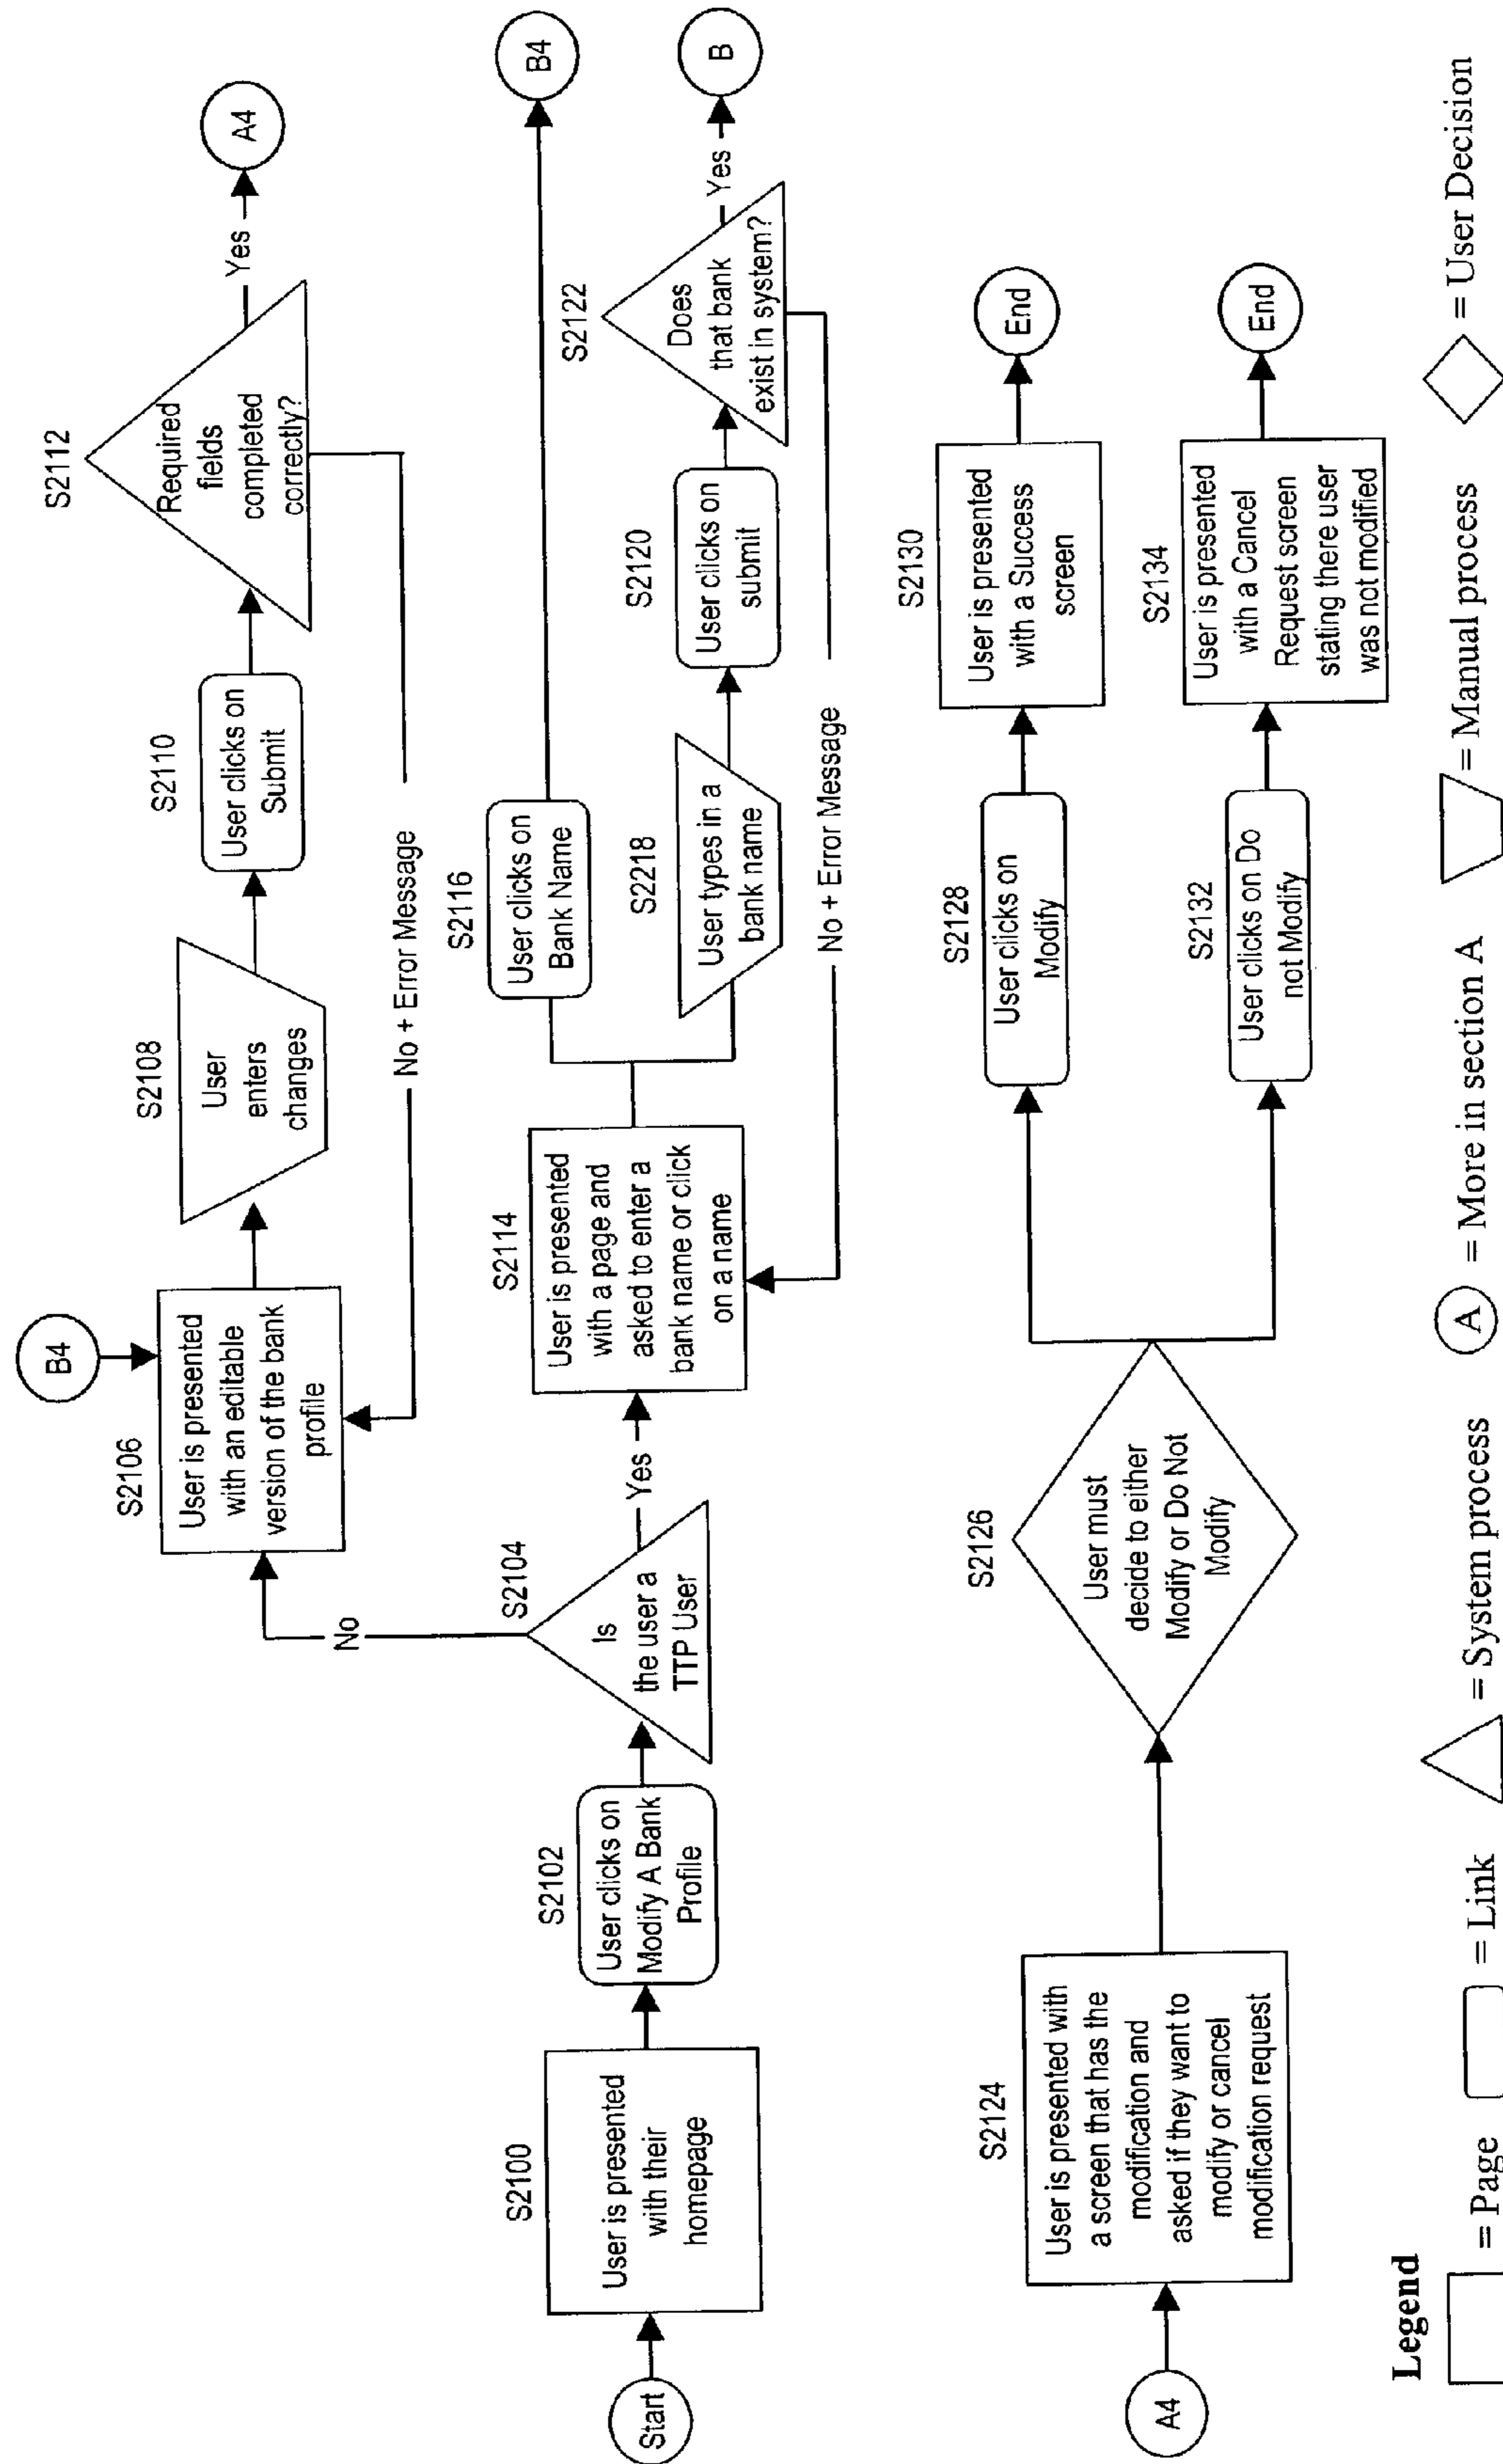 B4
S2106
User is presented
with an editable
version of the bank
profile
S2108
User
enters
changes
S2110
User clicks on
Submit
S2112
Required
fields
completed
correctly?
Yes
A4
No + Error Message
No
Start
S2100
User is presented
with their
homepage
S2102
User clicks on
Modify A Bank
Profile
S2104
Is
the user a
TTP User
Yes
S2114
User is presented
with a page and
asked to enter a
bank name or click
on a name
S2116
User clicks on
Bank Name
B4
S2218
User types in a
bank name
S2120
User clicks on
submit
S2122
Does
that bank
exist in system?
Yes
B
No + Error Message
A4
S2124
User is presented with
a screen that has the
modification and
asked if they want to
modify or cancel
modification request
S2126
User must
decide to either
Modify or Do Not
Modify
S2128
User clicks on
Modify
S2130
User is presented
with a Success
screen
End
S2132
User clicks on Do
not Modify
S2134
User is presented
with a Cancel
Request screen
stating there user
was not modified
End
Legend
= Page
= Link
= System process
A = More in section A
= Manual process
= User Decision